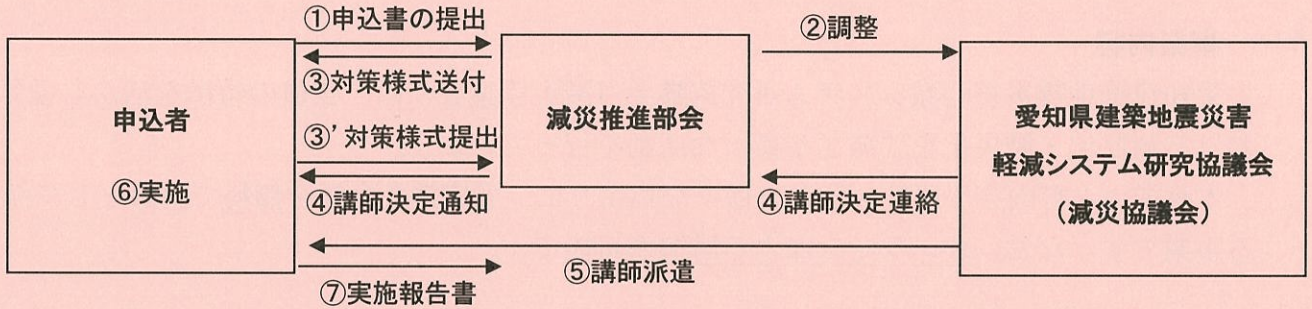 ①申込書の提出
②調整
③対策様式送付
申込者
減災推進部会
愛知県建築地震災害
③’対策様式提出
軽減システム研究協議会
⑥実施
④講師決定通知
④講師決定連絡
（減災協議会）
⑤講師派遣
⑦実施報告書